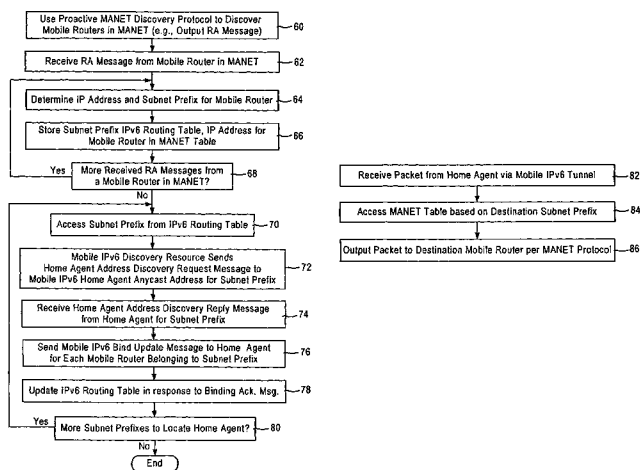 Use Proactive MANET Discovery Protocol to Discover
Mobile Routers in MANET (e.g., Output RA Message)
60
Receive RA Message from Mobile Router in MANET
62
Determine IP Address and Subnet Prefix for Mobile Router
64
Store Subnet Prefix IPv6 Routing Table, IP Address for
Mobile Router in MANET Table
66
Yes
More Received RA Messages from
a Mobile Router in MANET?
68
No
Access Subnet Prefix from IPv6 Routing Table
70
Mobile IPv6 Discovery Resource Sends
Home Agent Address Discovery Request Message to
Mobile IPv6 Home Agent Anycast Address for Subnet Prefix
72
Receive Home Agent Address Discovery Reply Message
from Home Agent for Subnet Prefix
74
Send Mobile IPv6 Bind Update Message to Home Agent
for Each Mobile Router Belonging to Subnet Prefix
76
Update IPv6 Routing Table in response to Binding Ack. Msg.
78
Yes
More Subnet Prefixes to Locate Home Agent?
80
No
End
Receive Packet from Home Agent via Mobile IPv6 Tunnel
82
Access MANET Table based on Destination Subnet Prefix
84
Output Packet to Destination Mobile Router per MANET Protocol
86